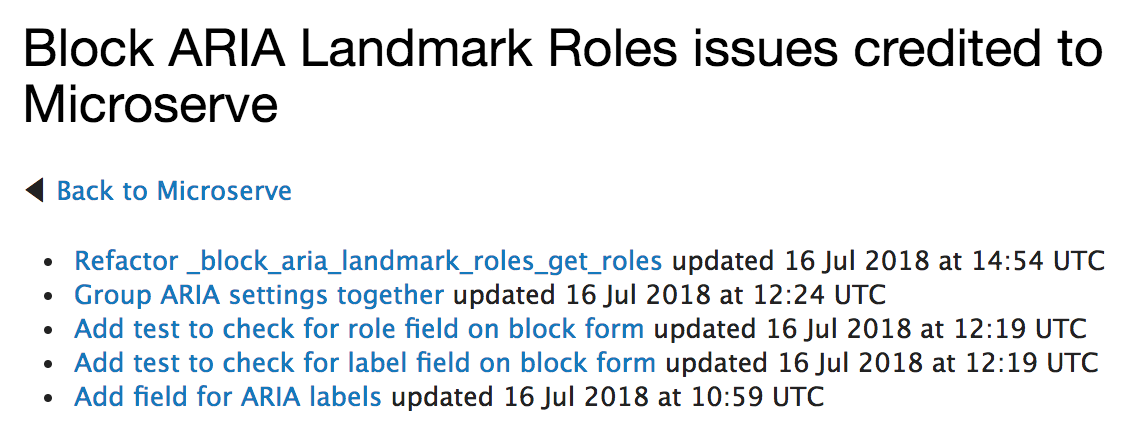 Block ARIA Landmark Roles issues credited to
Microserve
Back to Microserve
Refactor _block_aria_landmark_roles_get_roles updated 16 Jul 2018 at 14:54 UTC
Group ARIA settings together updated 16 Jul 2018 at 12:24 UTC
Add test to check for role field on block form updated 16 Jul 2018 at 12:19 UTC
Add test to check for label field on block form updated 16 Jul 2018 at 12:19 UTC
Add field for ARIA labels updated 16 Jul 2018 at 10:59 UTC